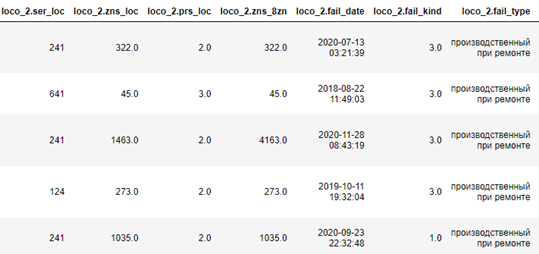 loco_2.ser_loc loco_2.zns_loc loco_2.prs_loc loco_2.zns_8zn loco_2.fail_date loco_2.fail_kind loco_2.fail_type
241 322.0 2.0 322.0 2020-07-13 03:21:39 3.0 производственный при ремонте
641 45.0 3.0 45.0 2018-08-22 11:49:03 3.0 производственный при ремонте
241 1463.0 2.0 4163.0 2020-11-28 08:43:19 3.0 производственный при ремонте
124 273.0 2.0 273.0 2019-10-11 19:32:04 3.0 производственный при ремонте
241 1035.0 2.0 1035.0 2020-09-23 22:32:48 1.0 производственный при ремонте